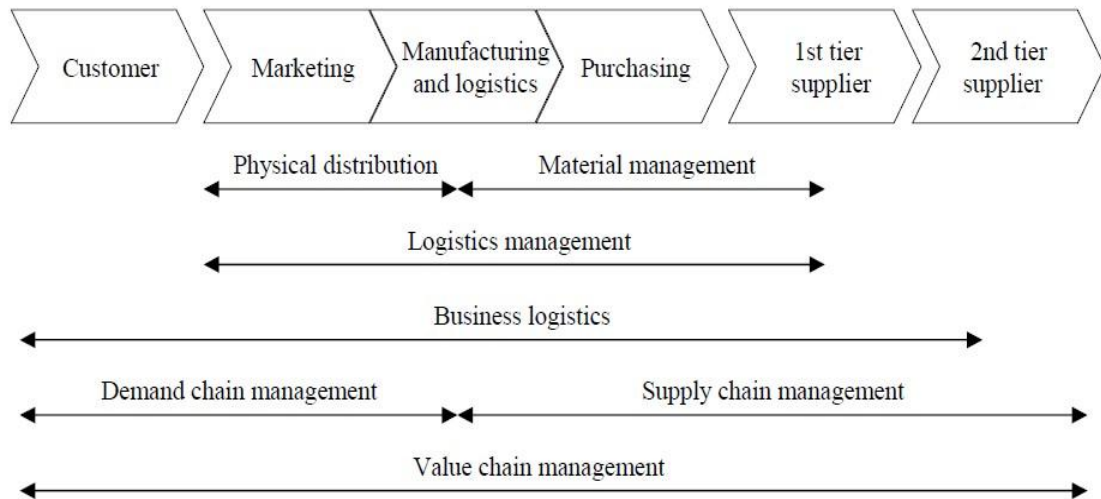 Customer
Marketing
Manufacturing
and logistics
Purchasing
1st tier
supplier
2nd tier
supplier
Physical distribution
Material management
Logistics management
Business logistics
Demand chain management
Supply chain management
Value chain management